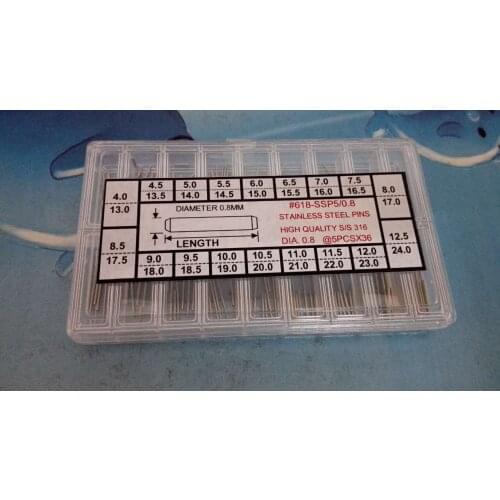 4.0 4.5 5.0 5.5 6.0 6.5 7.0 7.5 8.0
13.0 13.5 14.0 14.5 15.0 15.5 16.0 16.5 17.0
DIAMETER 0.8MM
LENGTH
#618-SSP5/0.8
STAINLESS STEEL PINS
HIGH QUALITY S/S 316
DIA. 0.8 @5PCSX36
8.5 9.0 9.5 10.0 10.5 11.0 11.5 12.0 12.5
17.5 18.0 18.5 19.0 20.0 21.0 22.0 23.0 24.0